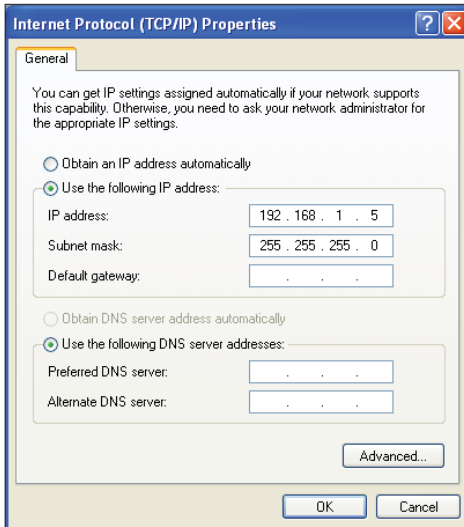 Internet Protocol (TCP/IP) Properties
General
You can get IP settings assigned automatically if your network supports
this capability. Otherwise, you need to ask your network administrator for
the appropriate IP settings.
Obtain an IP address automatically
Use the following IP address:
IP address: 192 . 168 . 1 . 5
Subnet mask: 255 . 255 . 255 . 0
Default gateway: . . .
Obtain DNS server address automatically
Use the following DNS server addresses:
Preferred DNS server: . . .
Alternate DNS server: . . .
Advanced...
OK Cancel